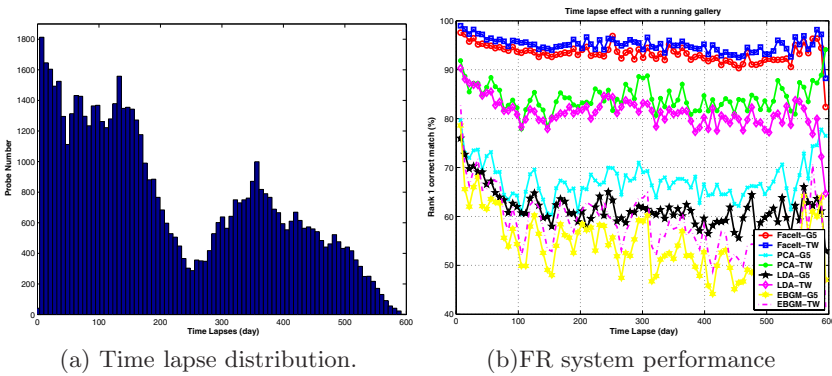 Time lapse effect with a running gallery
1800
1600
1400
1200
1000
800
600
400
200
0
Probe Number
0 100 200 300 400 500 600
Time Lapses (day)
100
90
80
70
60
50
40
Rank 1 correct match (%)
0 100 200 300 400 500 600
Time Lapse (day)
FaceIt-G5
FaceIt-TW
PCA-G5
PCA-TW
LDA-G5
LDA-TW
EBGM-G5
EBGM-TW
(a) Time lapse distribution.
(b)FR system performance